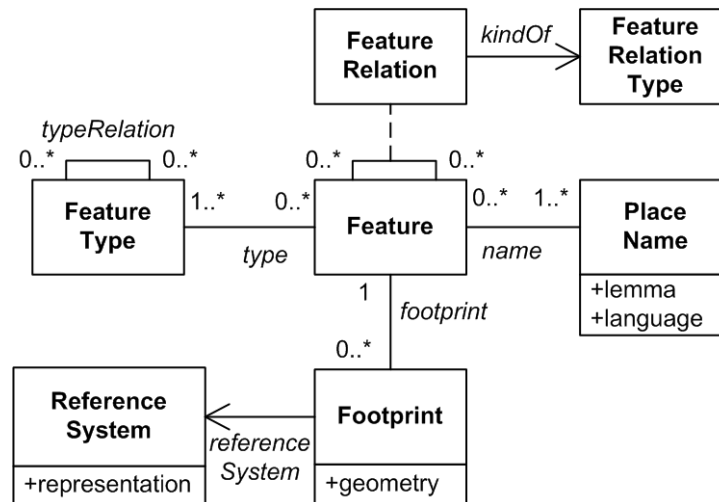 Feature
Relation
kindOf
Feature
Relation
Type
typeRelation
0..*
0..*
0..*
0..*
Feature
Type
1..*
0..*
type
Feature
0..*
1..*
name
Place
Name
+lemma
+language
1
footprint
0..*
Reference
System
+representation
reference
System
Footprint
+geometry